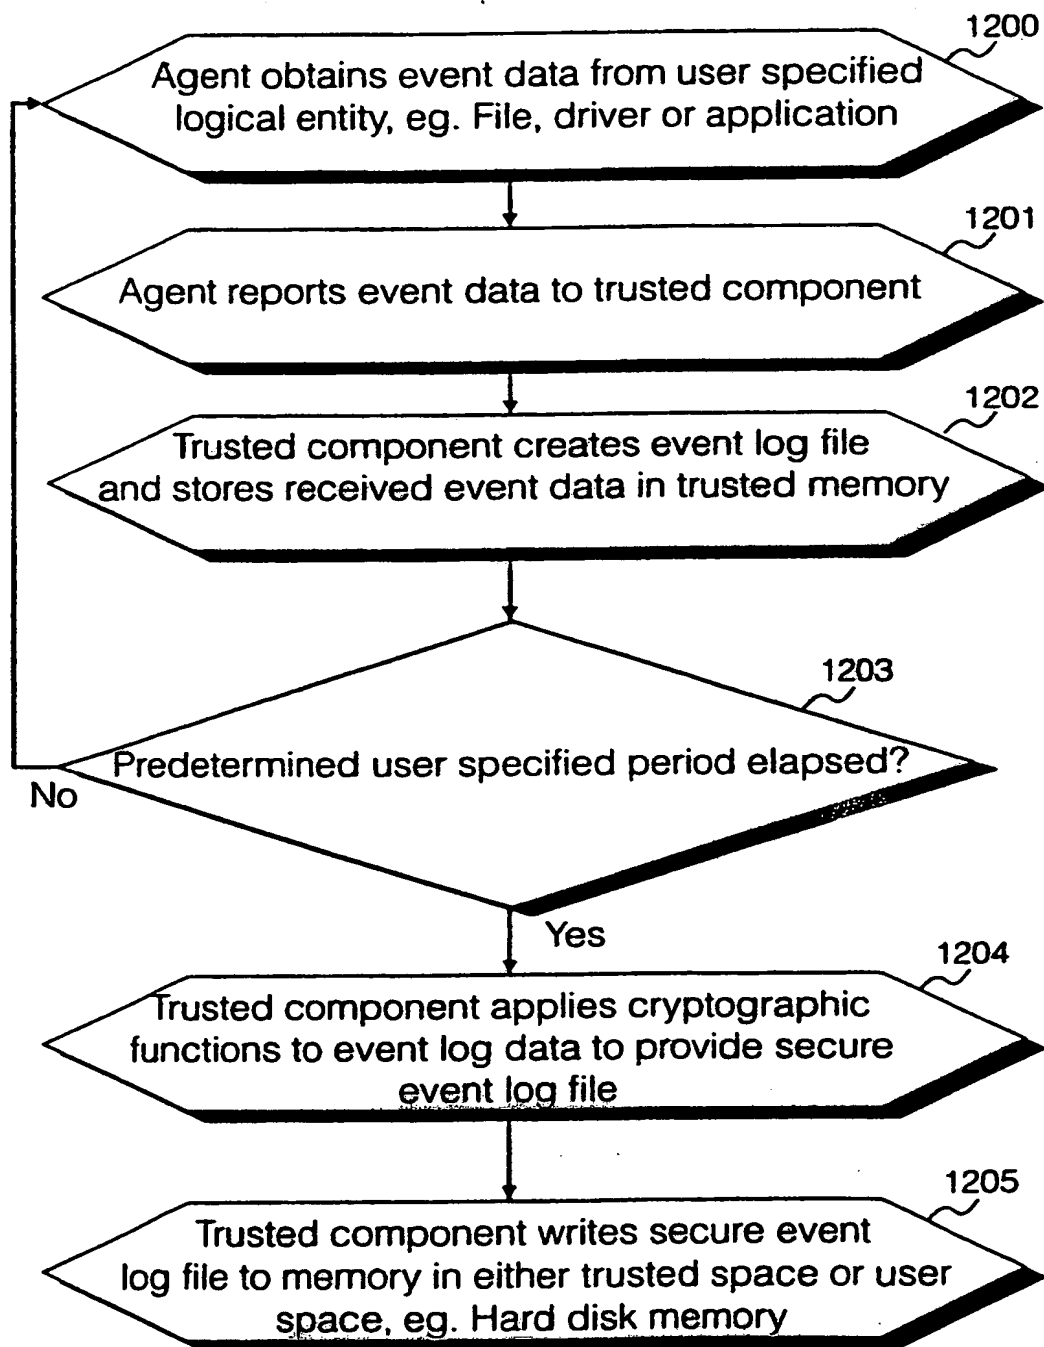 1200
Agent obtains event data from user specified
logical entity, eg. File, driver or application
1201
Agent reports event data to trusted component
1202
Trusted component creates event log file
and stores received event data in trusted memory
1203
Predetermined user specified period elapsed?
No
Yes
1204
Trusted component applies cryptographic
functions to event log data to provide secure
event log file
1205
Trusted component writes secure event
log file to memory in either trusted space or user
space, eg. Hard disk memory